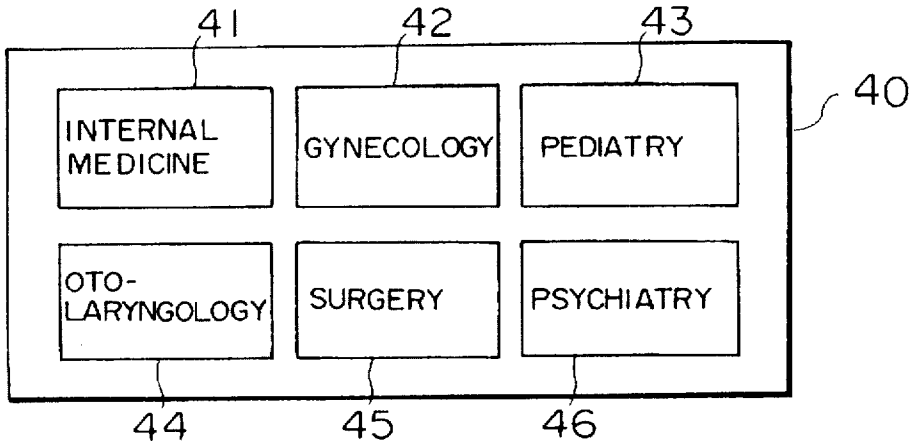 41 42 43
40
INTERNAL MEDICINE
GYNECOLOGY
PEDIATRY
OTO-
LARYNGOLOGY
SURGERY
PSYCHIATRY
44 45 46